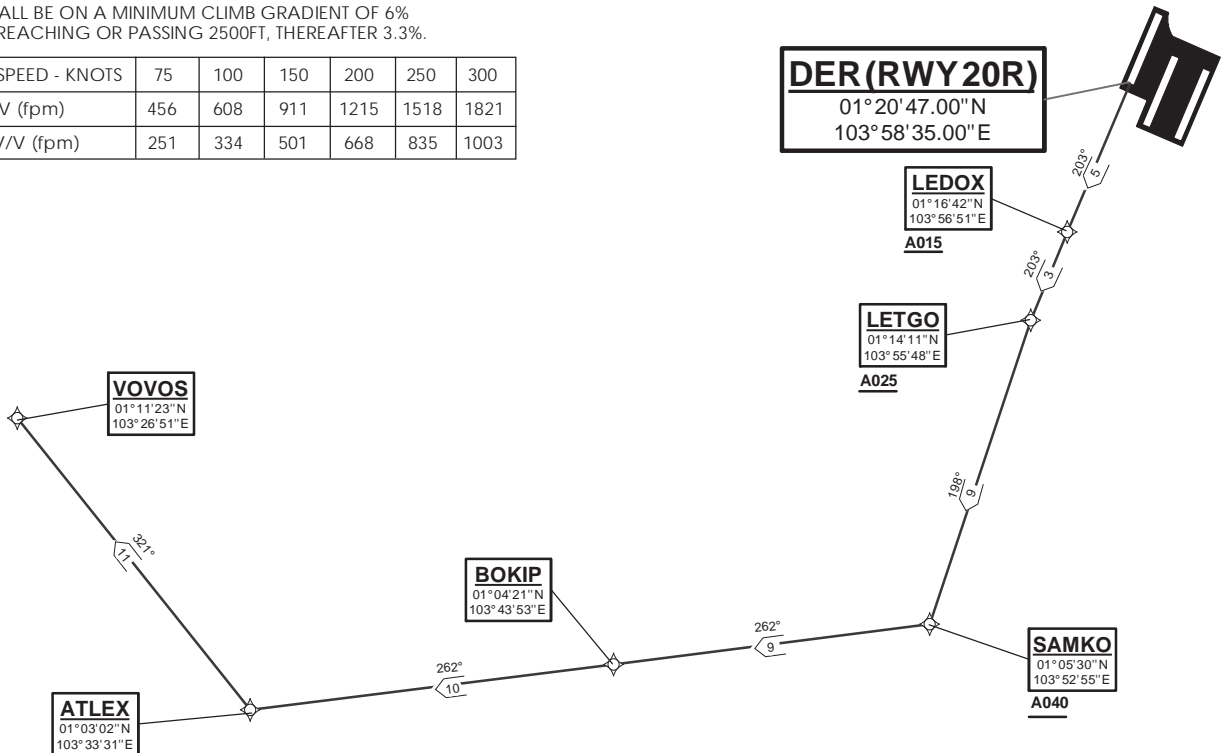 ALL BE ON A MINIMUM CLIMB GRADIENT OF 6%
REACHING OR PASSING 2500FT, THEREAFTER 3.3%.
SPEED - KNOTS 75 100 150 200 250 300
V (fpm) 456 608 911 1215 1518 1821
/V (fpm) 251 334 501 668 835 1003
DER(RWY20R)
01°20'47.00"N
103°58'35.00"E
203°
5
LEDOX
01°16'42"N
103°56'51"E
A015
203°
3
LETGO
01°14'11"N
103°55'48"E
A025
VOVOS
01°11'23"N
103°26'51"E
198°
9
321°
11
BOKIP
01°04'21"N
103°43'53"E
262°
9
SAMKO
01°05'30"N
103°52'55"E
A040
262°
10
ATLEX
01°03'02"N
103°33'31"E